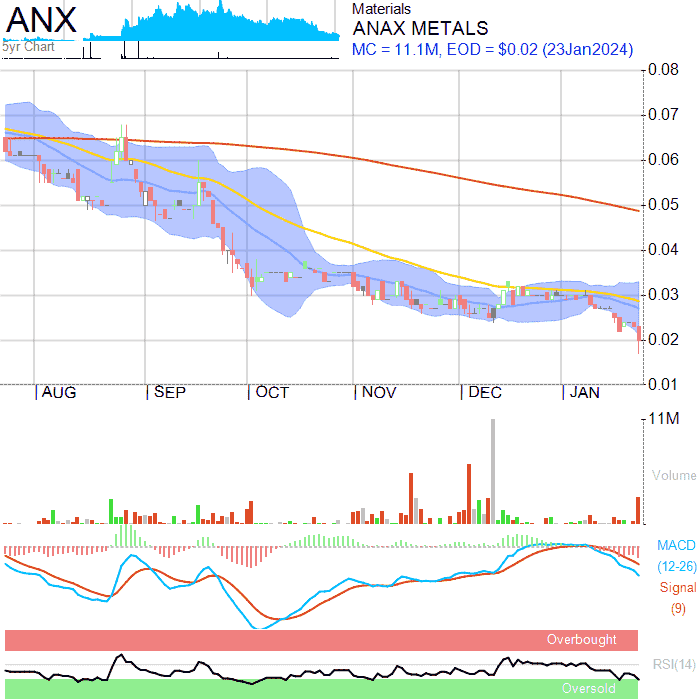 ANX
5yr Chart
Materials
ANAX METALS
MC = 11.1M, EOD = $0.02 (23Jan2024)
0.08
0.07
0.06
0.05
0.04
0.03
0.02
0.01
AUG SEP OCT NOV DEC JAN
11M
Volume
MACD
(12-26)
Signal
(9)
Overbought
RSI(14)
Oversold